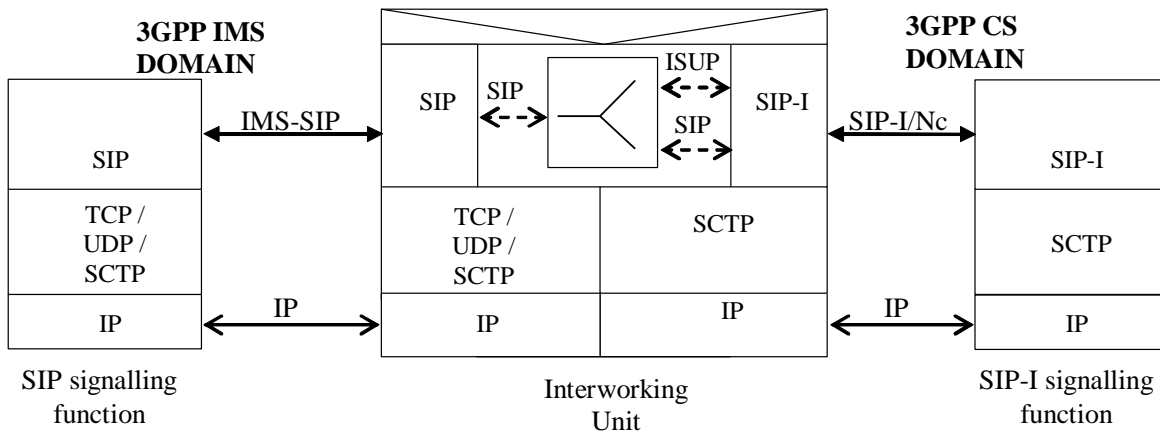 3GPP IMS
DOMAIN
3GPP CS
DOMAIN
SIP
TCP /
UDP /
SCTP
IP
SIP signalling
function
IMS-SIP
IP
SIP
SIP
ISUP
SIP
SIP-I
TCP /
UDP /
SCTP
SCTP
IP
IP
Interworking
Unit
SIP-I/Nc
IP
SIP-I
SCTP
IP
SIP-I signalling
function